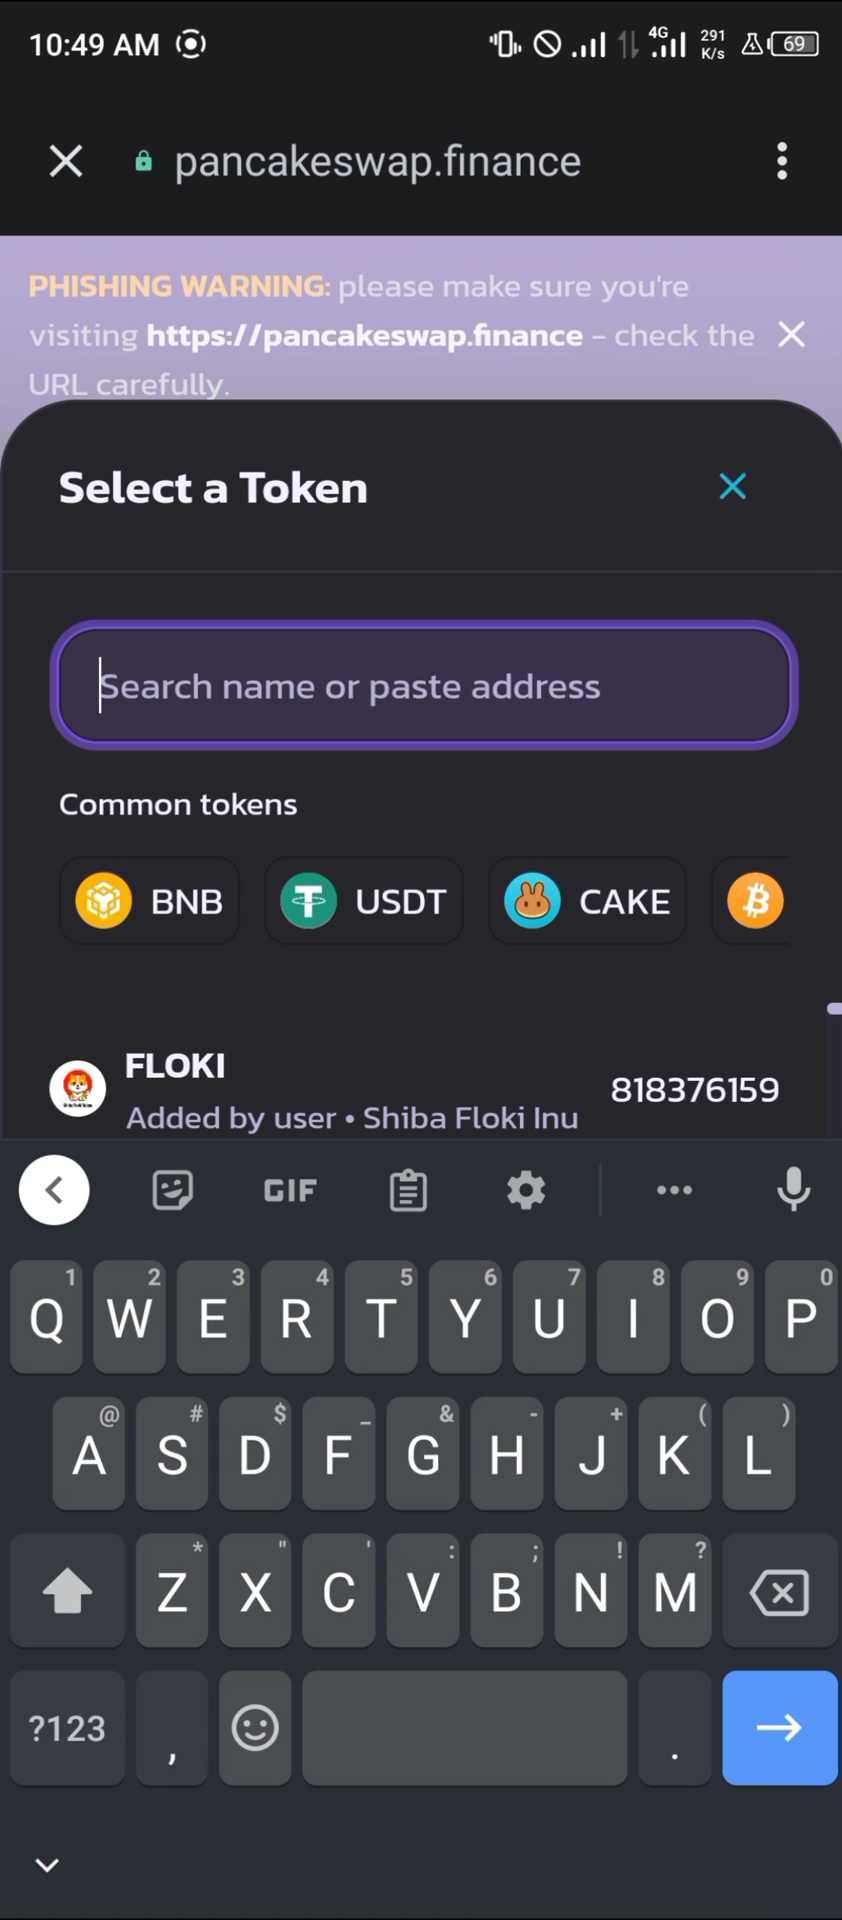 10:49 AM 4G 291 K/s 69
pancakeswap.finance
PHISHING WARNING: please make sure you're
visiting https://pancakeswap.finance - check the
URL carefully.
Select a Token
Search name or paste address
Common tokens
BNB USDT CAKE
FLOKI
818376159
Added by user • Shiba Floki Inu
GIF
1 2 3 4 5 6 7 8 9 0
Q W E R T Y U I O P
@ # $ _ & - + ( )
A S D F G H J K L
* " ' : ; ! ?
Z X C V B N M
?123 , .